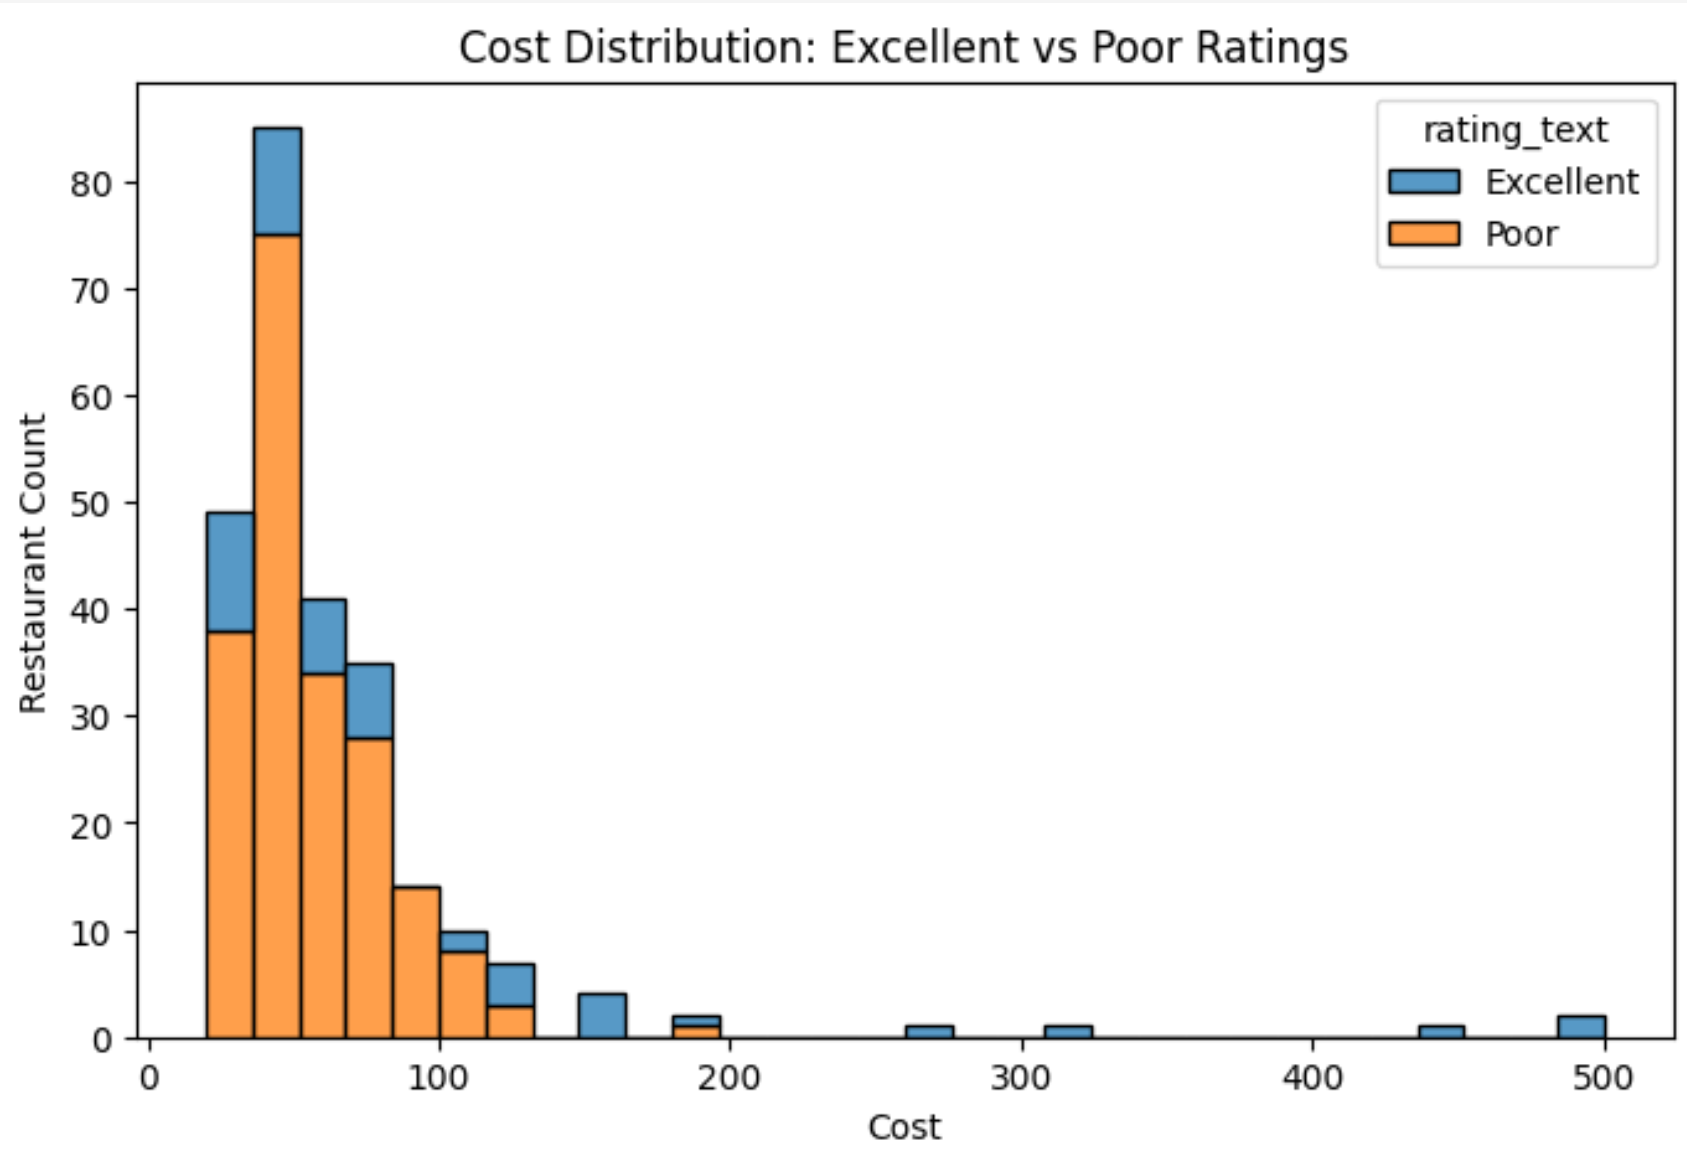 Cost Distribution: Excellent vs Poor Ratings
rating_text
Excellent
Poor
Restaurant Count
80
70
60
50
40
30
20
10
0
0 100 200 300 400 500
Cost